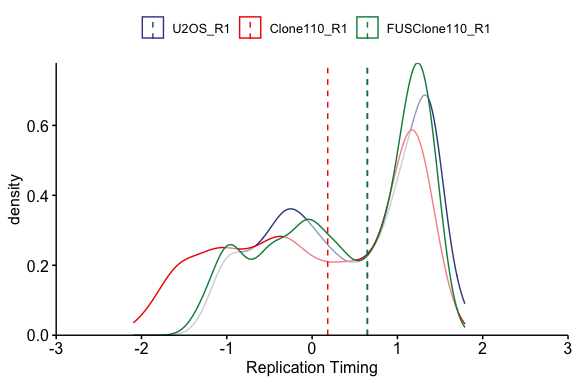 U2OS_R1 Clone110_R1 FUSClone110_R1
density
0.6
0.4
0.2
0.0
-3 -2 -1 0 1 2 3
Replication Timing